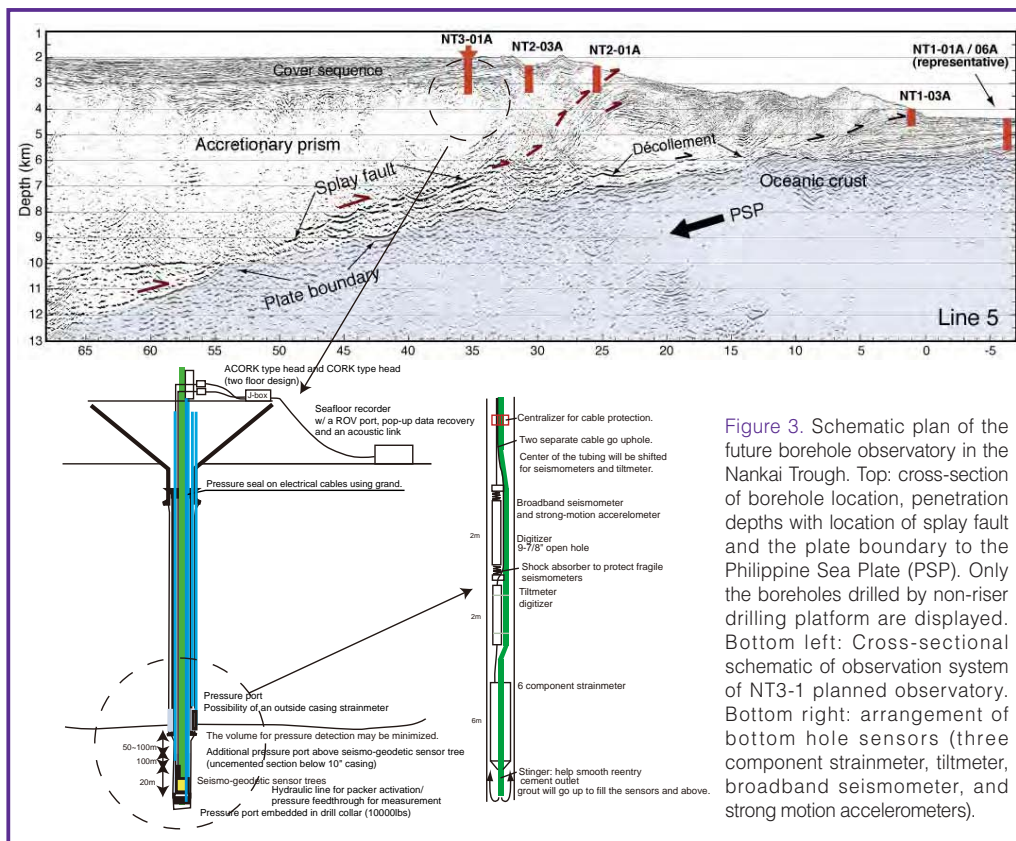 NT3-01A
NT2-03A
NT2-01A
NT1-01A / 06A
(representative)
NT1-03A
Cover sequence
Accretionary prism
Splay fault
Décollement
Oceanic crust
PSP
Plate boundary
Line 5
Depth (km)
1
2
3
4
5
6
7
8
9
10
11
12
13
65 60 55 50 45 40 35 30 25 20 15 10 5 0 -5
ACORK type head and CORK type head
(two floor design)
J-box
Seafloor recorder
w/ a ROV port, pop-up data recovery
and an acoustic link
Pressure seal on electrical cables using grand.
Pressure port
Possibility of an outside casing strainmeter
The volume for pressure detection may be minimized.
50~100m
Additional pressure port above seismo-geodetic sensor tree
(uncemented section below 10" casing)
100m
20m
Seismo-geodetic sensor trees
Hydraulic line for packer activation/
pressure feedthrough for measurement
Pressure port embedded in drill collar (10000lbs)
Centralizer for cable protection.
Two separate cable go uphole.
Center of the tubing will be shifted
for seismometers and tiltmeter.
Broadband seismometer
and strong-motion accerelometer
2m
Digitizer
9-7/8" open hole
Shock absorber to protect fragile
seismometers
Tiltmeter
digitizer
2m
6 component strainmeter
6m
Stinger: help smooth reentry
cement outlet
grout will go up to fill the sensors and above.
Figure 3. Schematic plan of the
future borehole observatory in the
Nankai Trough. Top: cross-section
of borehole location, penetration
depths with location of splay fault
and the plate boundary to the
Philippine Sea Plate (PSP). Only
the boreholes drilled by non-riser
drilling platform are displayed.
Bottom left: Cross-sectional
schematic of observation system
of NT3-1 planned observatory.
Bottom right: arrangement of
bottom hole sensors (three
component strainmeter, tiltmeter,
broadband seismometer, and
strong motion accelerometers).